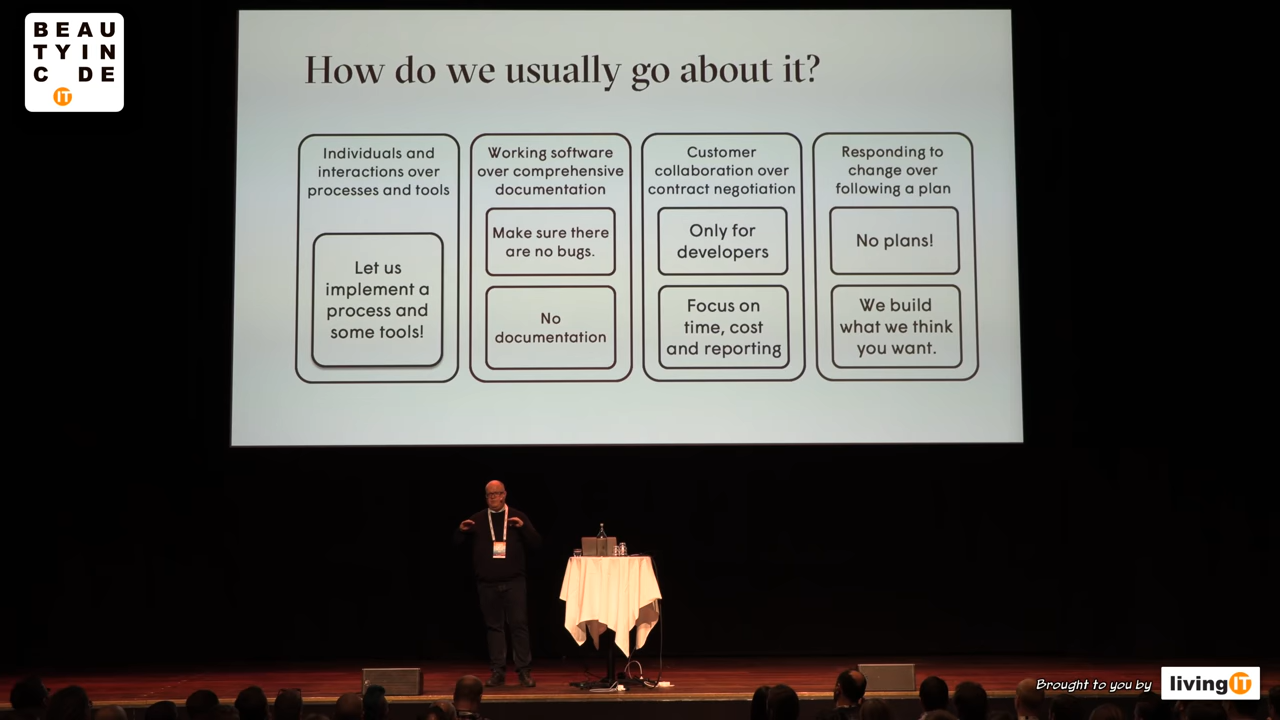 BEAU
TYIN
C DE
IT
How do we usually go about it?
Individuals and
interactions over
processes and tools
Let us
implement a
process and
some tools!
Working software
over comprehensive
documentation
Make sure there
are no bugs.
No
documentation
Customer
collaboration over
contract negotiation
Only for
developers
Focus on
time, cost
and reporting
Responding to
change over
following a plan
No plans!
We build
what we think
you want.
Brought to you by
living IT